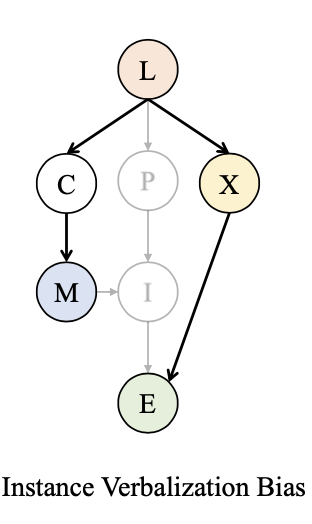 L
C P X
M I
E
Instance Verbalization Bias